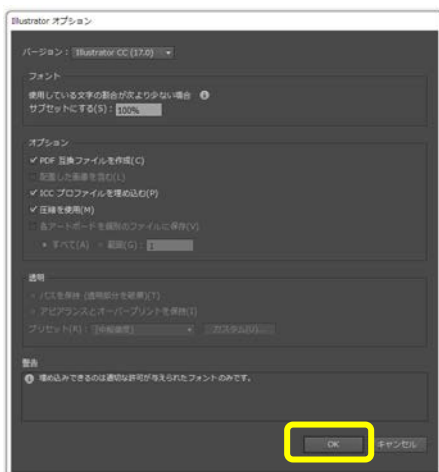 Illustrator オプション
バージョン： Illustrator CC (17.0)
フォント
使用している文字の割合が次より少ない場合
サブセットにする(S)： 100%
オプション
PDF 互換ファイルを作成(C)
配置した画像を含む(L)
ICC プロファイルを埋め込む(P)
圧縮を使用(M)
各アートボードを個別のファイルに保存(V)
すべて(A) 範囲(G)： 1
透明
パスを保持 (透明部分を破棄)(T)
アピアランスとオーバープリントを保持(I)
プリセット(R)： [中解像度] カスタム(U)...
警告
埋め込みできるのは適切な許可が与えられたフォントのみです。
OK キャンセル